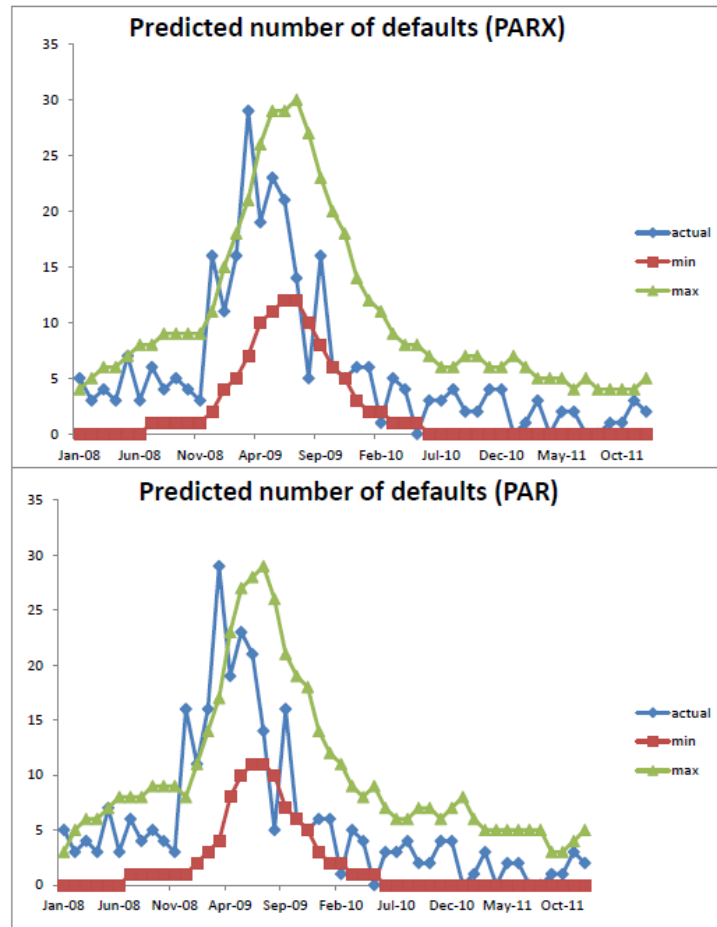 Predicted number of defaults (PARX)
35
30
25
20
15
10
5
0
Jan-08 Jun-08 Nov-08 Apr-09 Sep-09 Feb-10 Jul-10 Dec-10 May-11 Oct-11
actual
min
max
Predicted number of defaults (PAR)
35
30
25
20
15
10
5
0
Jan-08 Jun-08 Nov-08 Apr-09 Sep-09 Feb-10 Jul-10 Dec-10 May-11 Oct-11
actual
min
max